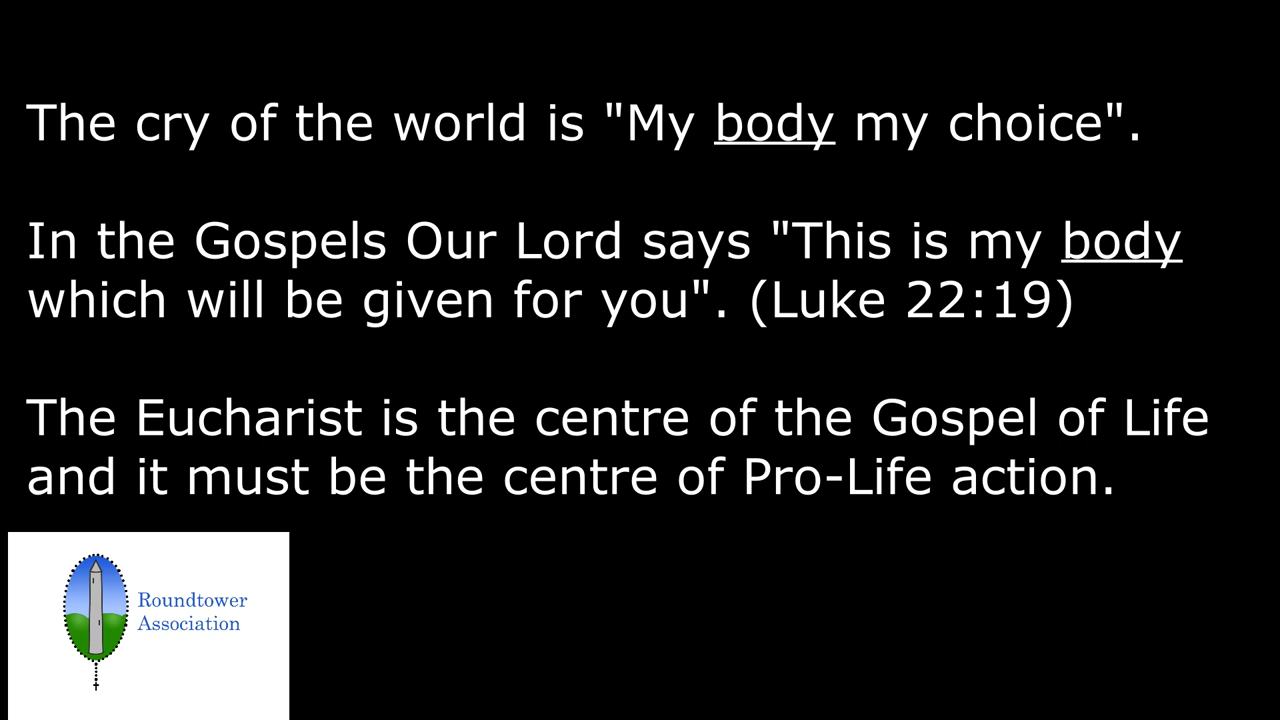 The cry of the world is "My body my choice".
In the Gospels Our Lord says "This is my body
which will be given for you". (Luke 22:19)
The Eucharist is the centre of the Gospel of Life
and it must be the centre of Pro-Life action.
Roundtower
Association